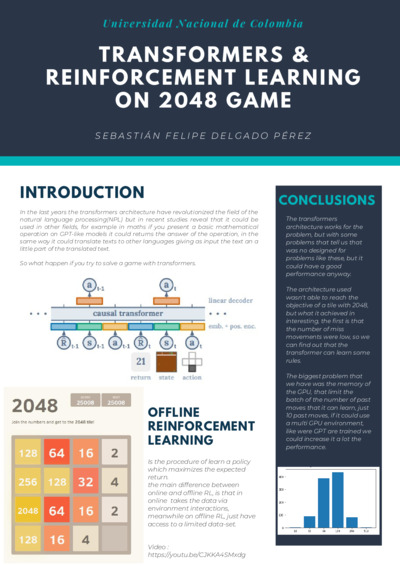 Universidad Nacional de Colombia
TRANSFORMERS &
REINFORCEMENT LEARNING
ON 2048 GAME
SEBASTIÁN FELIPE DELGADO PÉREZ
INTRODUCTION
In the last years the transformers architecture have revolutionized the field of the
natural language processing(NPL) but in recent studies reveal that it could be
used in other fields, for example in maths if you present a basic mathematical
operation on GPT-like models it could returns the answer of the operation, in the
same way it could translate texts to other languages giving as input the text an a
little part of the translated text.
So what happen if you try to solve a game with transformers.
a t-1
a t
linear decoder
causal transformer
emb. + pos. enc.
R t-1 s t-1 a t-1 R t s t a t
21
return state action
2048
25008
25008
Join the numbers and get to the 2048 tile!
128 64 16 2
256 128 32 4
2048 64 16 2
128 16 4
OFFLINE
REINFORCEMENT
LEARNING
Is the procedure of learn a policy
which maximizes the expected
return.
the main difference between
online and offline RL, is that in
online takes the data via
environment interactions,
meanwhile on offline RL, just have
access to a limited data-set.
Video :
https://youtu.be/CJKKA4SMxdg
CONCLUSIONS
The transformers
architecture works for the
problem, but with some
problems that tell us that
was no designed for
problems like these, but it
could have a good
performance anyway.
The architecture used
wasn't able to reach the
objective of a tile with 2048,
but what it achieved in
interesting, the first is that
the number of miss
movements were low, so we
can find out that the
transformer can learn some
rules.
The biggest problem that
we have was the memory of
the GPU, that limit the
batch of the number of past
moves that it can learn, just
10 past moves, if it could use
a multi GPU environment,
like were GPT are trained we
could increase it a lot the
performance.